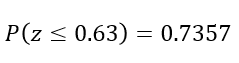 P(z ≤ 0.63) = 0.7357